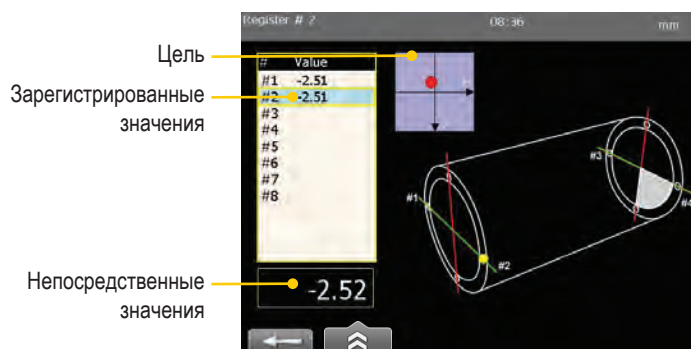 Register # 2 08:36 mm
Цель
# Value
#1 -2.51
Зарегистрированные
значения
#2 -2.51
#3
#4
#5
#6
#7
#8
#1
#2
#3
#4
Непосредственные
значения
-2.52